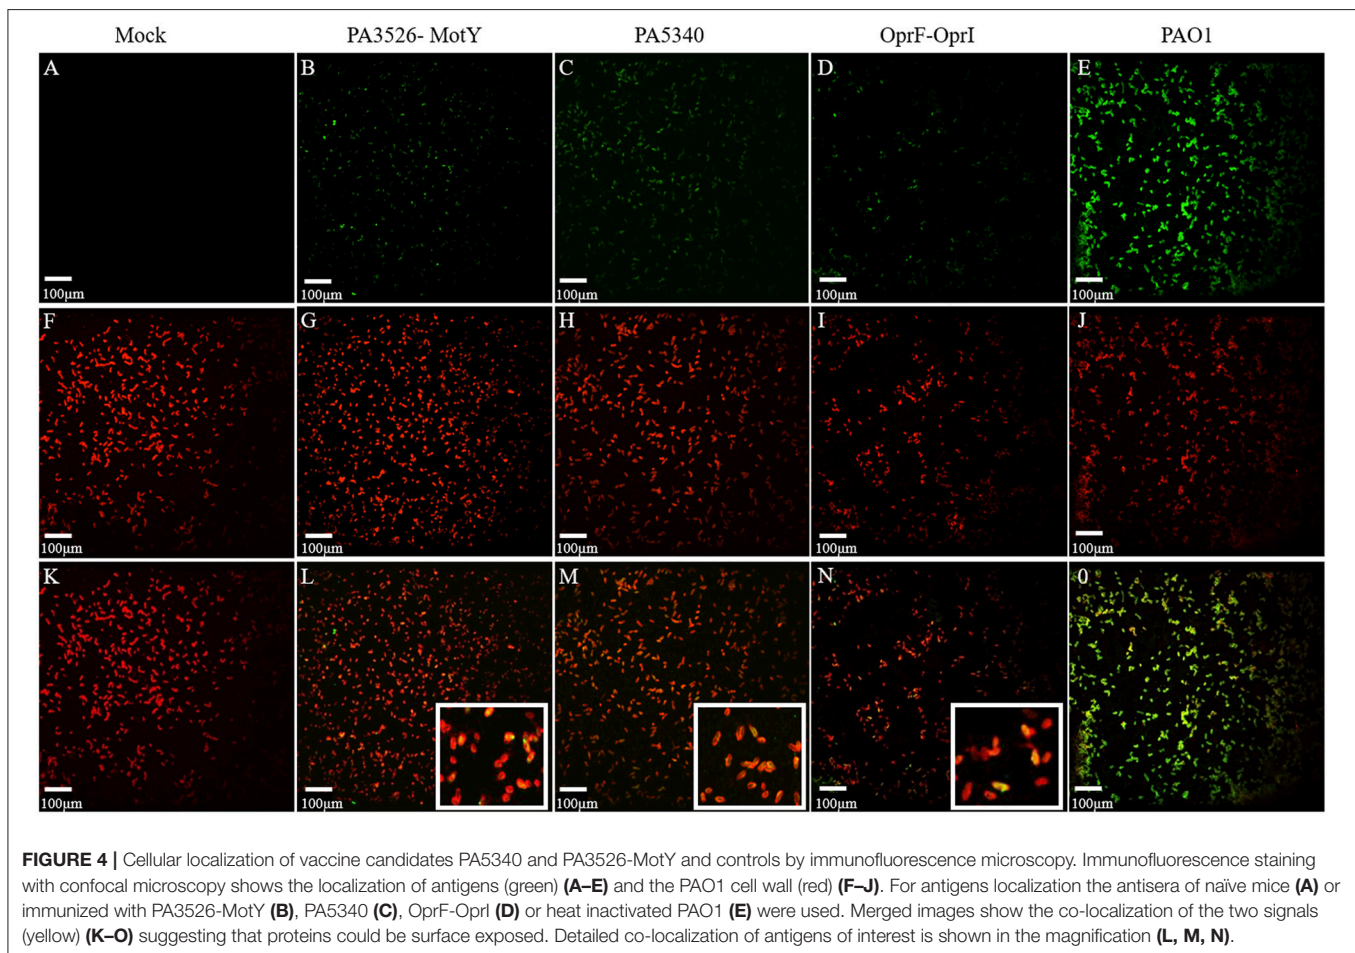 Mock PA3526- MotY PA5340 OprF-OprI PAO1
A B C D E
100µm 100µm 100µm 100µm 100µm
F G H I J
100µm 100µm 100µm 100µm 100µm
K L M N 0
100µm 100µm 100µm 100µm 100µm
FIGURE 4 | Cellular localization of vaccine candidates PA5340 and PA3526-MotY and controls by immunofluorescence microscopy. Immunofluorescence staining
with confocal microscopy shows the localization of antigens (green) (A–E) and the PAO1 cell wall (red) (F–J). For antigens localization the antisera of naïve mice (A) or
immunized with PA3526-MotY (B), PA5340 (C), OprF-OprI (D) or heat inactivated PAO1 (E) were used. Merged images show the co-localization of the two signals
(yellow) (K–O) suggesting that proteins could be surface exposed. Detailed co-localization of antigens of interest is shown in the magnification (L, M, N).